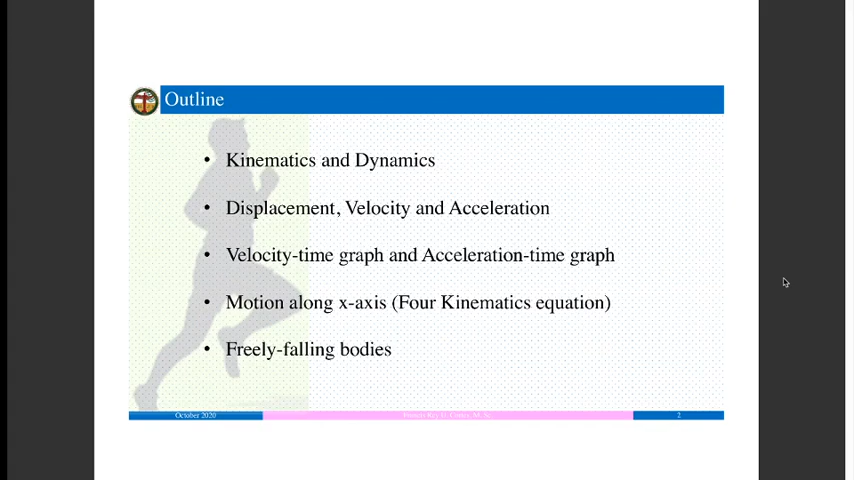 Outline
• Kinematics and Dynamics
• Displacement, Velocity and Acceleration
• Velocity-time graph and Acceleration-time graph
• Motion along x-axis (Four Kinematics equation)
• Freely-falling bodies
October 2020
2